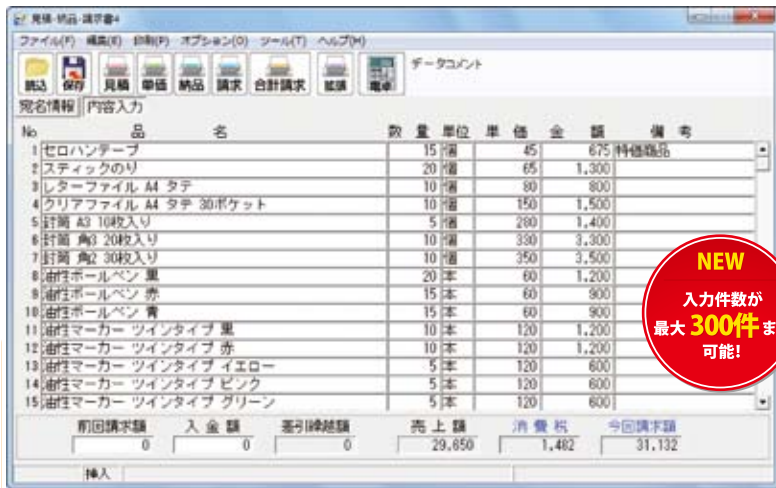 見積・納品・請求書4
ファイル(F) 編集(E) 印刷(P) オプション(O) ツール(T) ヘルプ(H)
読込 保存 見積 単価 納品 請求 合計請求 拡張 電卓 データコメント
宛名情報 内容入力
No 品 名 数 量 単位 単 価 金 額 備 考
1 セロハンテープ 15 個 45 675 特価商品
2 スティックのり 20 個 65 1,300
3 レターファイル A4 タテ 10 個 80 800
4 クリアファイル A4 タテ 30ポケット 10 個 150 1,500
5 封筒 A3 10枚入り 5 個 280 1,400
6 封筒 角3 20枚入り 10 個 330 3,300
7 封筒 角2 30枚入り 10 個 350 3,500
8 油性ボールペン 黒 20 本 60 1,200
9 油性ボールペン 赤 15 本 60 900
10 油性ボールペン 青 15 本 60 900
11 油性マーカー ツインタイプ 黒 10 本 120 1,200
12 油性マーカー ツインタイプ 赤 10 本 120 1,200
13 油性マーカー ツインタイプ イエロー 5 本 120 600
14 油性マーカー ツインタイプ ピンク 5 本 120 600
15 油性マーカー ツインタイプ グリーン 5 本 120 600
NEW
入力件数が
最大 300件 ま
可能!
前回請求額 入 金 額 差引繰越額 売 上 額 消 費 税 今回請求額
0 0 0 29,650 1,482 31,132
挿入